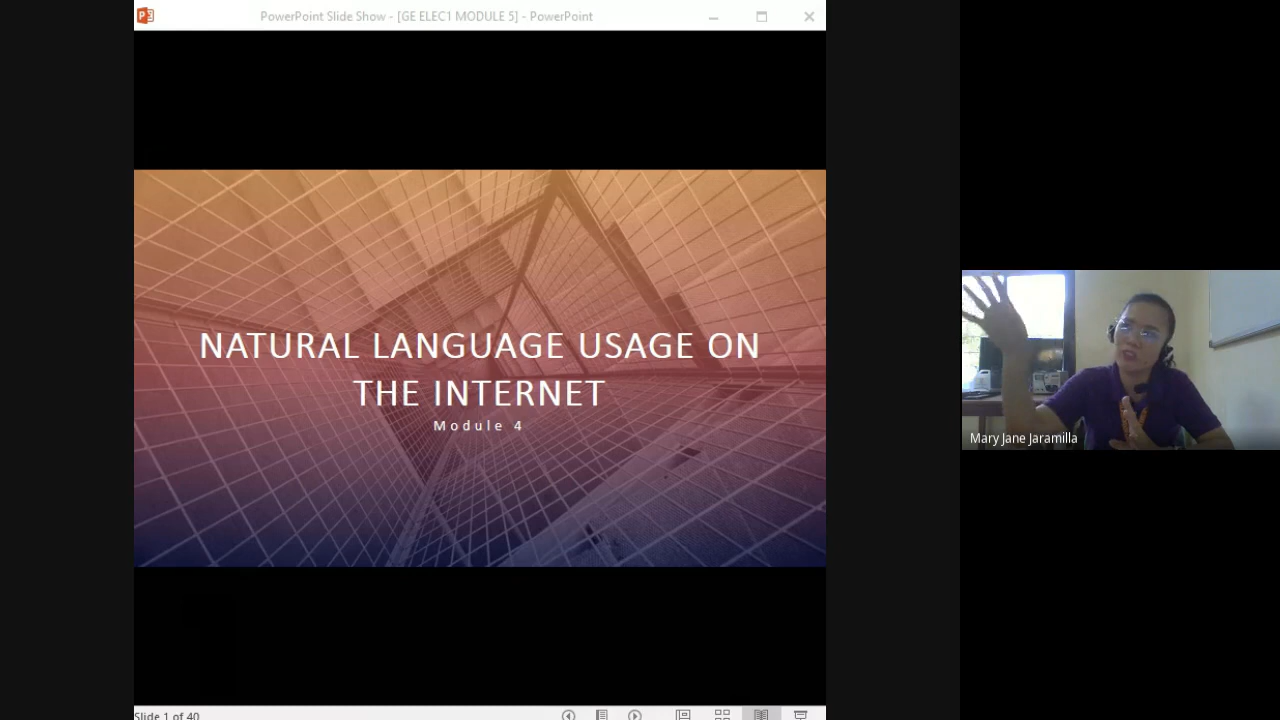 PowerPoint Slide Show - [GE ELEC1 MODULE 5] - PowerPoint
NATURAL LANGUAGE USAGE ON
THE INTERNET
Module 4
Mary Jane Jaramilla
Slide 1 of 40